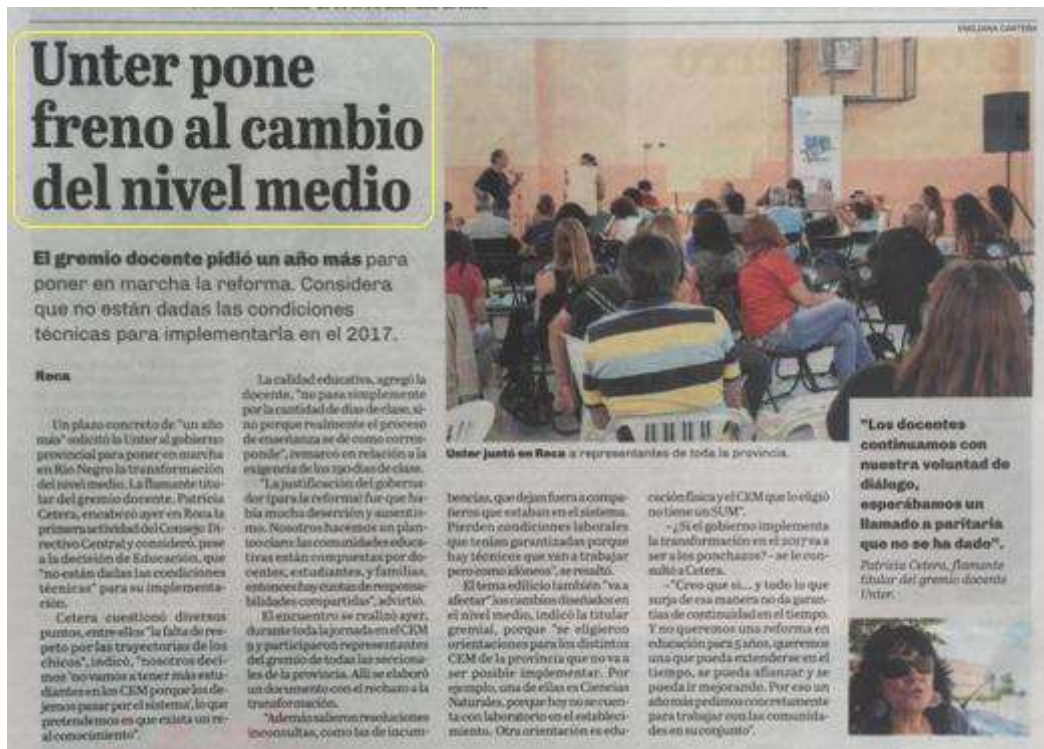 EMILIANA CANTERA
Unter pone
freno al cambio
del nivel medio
El gremio docente pidió un año más para
poner en marcha la reforma. Considera
que no están dadas las condiciones
técnicas para implementarla en el 2017.
Roca
Un plazo concreto de "un año
más" solicitó la Unter al gobierno
provincial para poner en marcha
en Río Negro la transformación
del nivel medio. La flamante titu-
lar del gremio docente, Patricia
Cetera, encabezó ayer en Roca la
primera actividad del Consejo Di-
rectivo Central y consideró, pese
a la decisión de Educación, que
"no están dadas las condiciones
técnicas" para su implementa-
ción.
Cetera cuestionó diversos
puntos, entre ellos "la falta de res-
peto por las trayectorias de los
chicos", indicó, "nosotros deci-
mos 'no vamos a tener más estu-
diantes en los CEM porque los de-
jemos pasar por el sistema', lo que
pretendemos es que exista un re-
al conocimiento".
La calidad educativa, agregó la
docente, "no pasa simplemente
por la cantidad de días de clase, si-
no porque realmente el proceso
de enseñanza se dé como corres-
ponde", remarcó en relación a la
exigencia de los 190 días de clase.
"La justificación del goberna-
dor (para la reforma) fue que ha-
bía mucha deserción y ausentis-
mo. Nosotros hacemos un plan-
teo claro: las comunidades educa-
tivas están compuestas por do-
centes, estudiantes, y familias,
entonces hay cuotas de responsa-
bilidades compartidas", advirtió.
El encuentro se realizó ayer,
durante toda la jornada en el CEM
9 y participaron representantes
del gremio de todas las secciona-
les de la provincia. Allí se elaboró
un documento con el rechazo a la
transformación.
"Además salieron resoluciones
inconsultas, como las de incum-
Unter juntó en Roca a representantes de toda la provincia.
bencias, que dejan fuera a compa-
ñeros que estaban en el sistema.
Pierden condiciones laborales
que tenían garantizadas porque
hay técnicos que van a trabajar
pero como idóneos", se resaltó.
El tema edilicio también "va a
afectar" los cambios diseñados en
el nivel medio, indicó la titular
gremial, porque "se eligieron
orientaciones para los distintos
CEM de la provincia que no va a
ser posible implementar. Por
ejemplo, una de ellas es Ciencias
Naturales, porque hoy no se cuen-
ta con laboratorio en el estableci-
miento. Otra orientación es edu-
cación física y el CEM que lo eligió
no tiene un SUM".
-¿Si el gobierno implementa
la transformación en el 2017 va a
ser a los ponchazos? - se le con-
sultó a Cetera.
-"Creo que sí... y todo lo que
surja de esa manera no da garan-
tías de continuidad en el tiempo.
Y no queremos una reforma en
educación para 5 años, queremos
una que pueda extenderse en el
tiempo, se pueda afianzar y se
pueda ir mejorando. Por eso un
año más pedimos concretamente
para trabajar con las comunida-
des en su conjunto".
"Los docentes
continuamos con
nuestra voluntad de
diálogo,
esperábamos un
llamado a paritaria
que no se ha dado".
Patricia Cetera, flamante
titular del gremio docente
Unter.